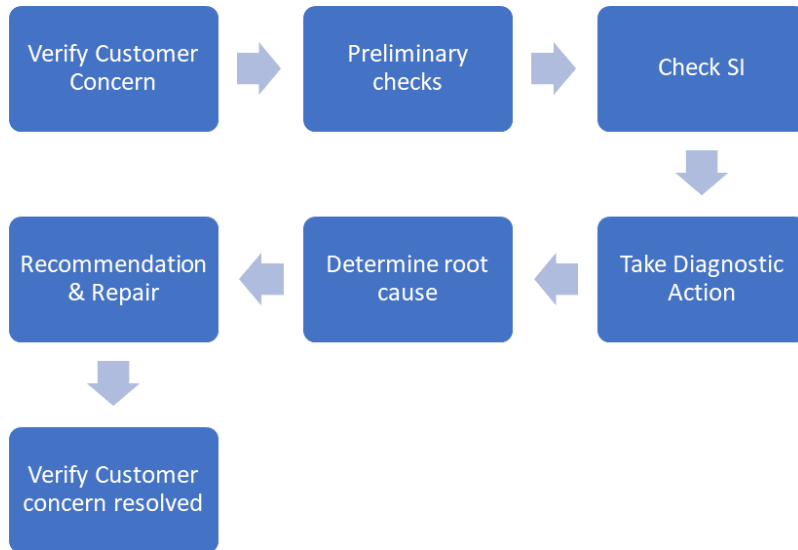 Verify Customer
Concern
Preliminary
checks
Check SI
Take Diagnostic
Action
Determine root
cause
Recommendation
& Repair
Verify Customer
concern resolved